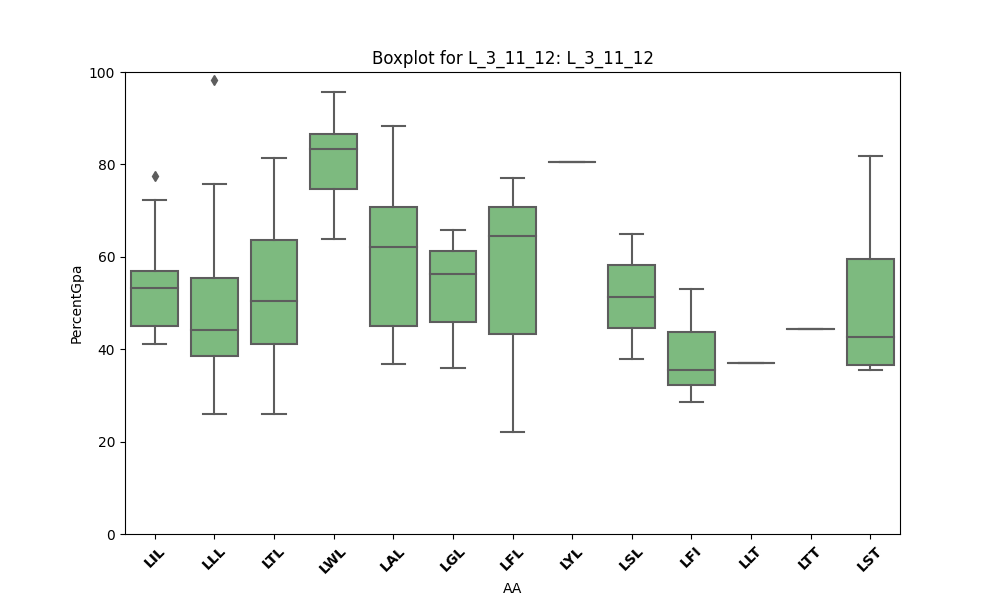 Boxplot for L_3_11_12: L_3_11_12
100
80
60
40
20
0
PercentGpa
LIL LLL LTL LWL LAL LGL LFL LYL LSL LFI LLT LTT LST
AA